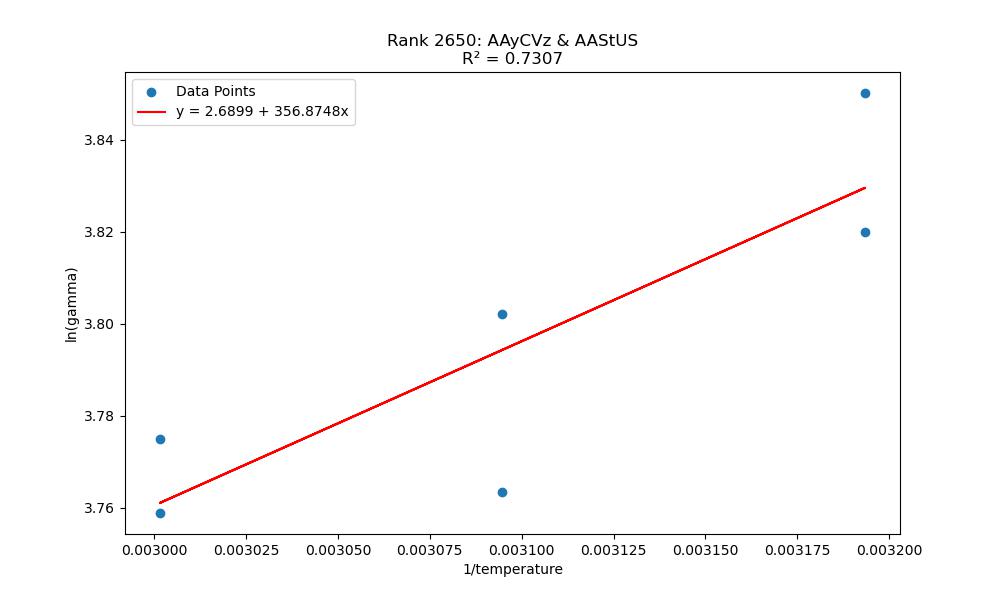 Rank 2650: AAyCVz & AAStUS
R² = 0.7307
Data Points
y = 2.6899 + 356.8748x
3.84
3.82
3.80
3.78
3.76
ln(gamma)
0.003000 0.003025 0.003050 0.003075 0.003100 0.003125 0.003150 0.003175 0.003200
1/temperature